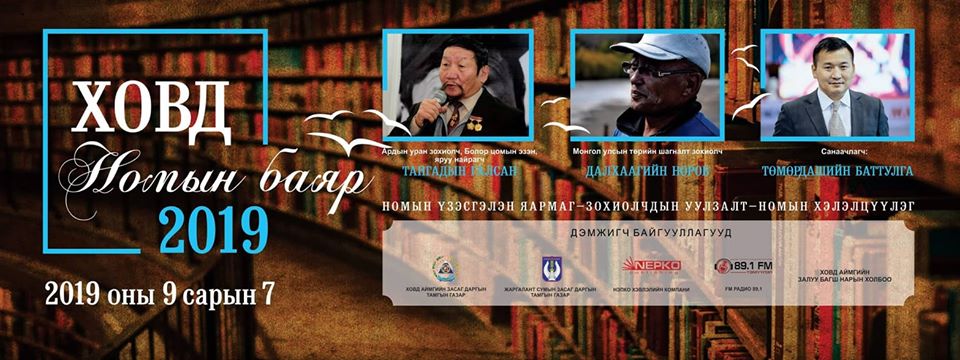 ХОВД
Номын баяр
2019
2019 оны 9 сарын 7
Ардын уран зохиолч, Болор цомын эзэн,
яруу найрагч
ТАНГАДЫН ГАЛСАН
Монгол улсын төрийн шагналт зохиолч
ДАЛХААГИЙН НОРОВ
Санаачлагч:
ТӨМӨРДАШИЙН БАТТУЛГА
НОМЫН ҮЗЭСГЭЛЭН ЯАРМАГ-ЗОХИОЛЧДЫН УУЛЗАЛТ-НОМЫН ХЭЛЭЛЦҮҮЛЭГ
ДЭМЖИГЧ БАЙГУУЛЛАГУУД
ХОВД АЙМГИЙН ЗАСАГ ДАРГЫН
ТАМГЫН ГАЗАР
ЖАРГАЛАНТ СУМЫН ЗАСАГ ДАРГЫН
ТАМГЫН ГАЗАР
NEPKO
НЭПКО ХЭВЛЭЛИЙН КОМПАНИ
89.1 FM
FM РАДИО 89.1
ХОВД АЙМГИЙН
ЗАЛУУ БАГШ НАРЫН ХОЛБОО